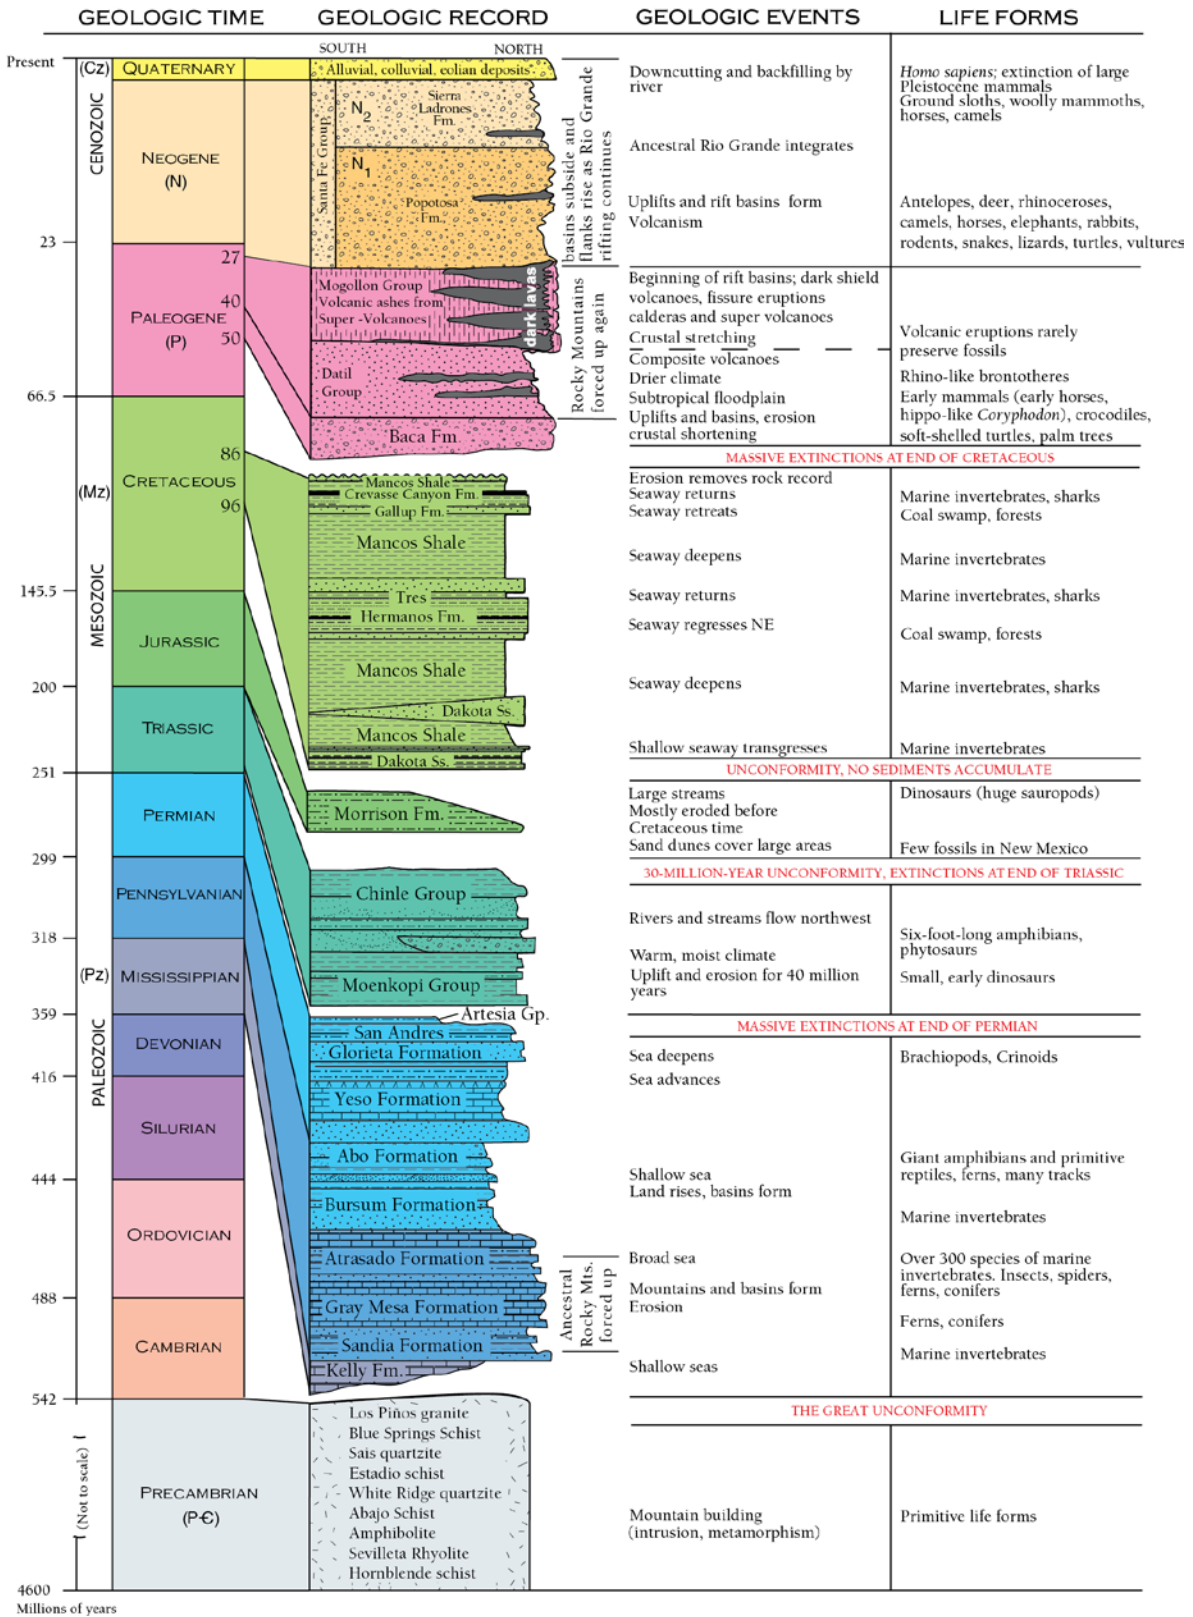 GEOLOGIC TIME
GEOLOGIC RECORD
GEOLOGIC EVENTS
LIFE FORMS
SOUTH
NORTH
Present
(Cz)
QUATERNARY
Alluvial, colluvial, eolian deposits
CENOZOIC
NEOGENE
(N)
Santa Fe Group
N2
Sierra
Ladrones
Fm.
N1
Popotosa
Fm.
basins subside and
flanks rise as Rio Grande
rifting continues
Downcutting and backfilling by
river
Ancestral Rio Grande integrates
Uplifts and rift basins form
Volcanism
Homo sapiens; extinction of large
Pleistocene mammals
Ground sloths, woolly mammoths,
horses, camels
Antelopes, deer, rhinoceroses,
camels, horses, elephants, rabbits,
rodents, snakes, lizards, turtles, vultures
23
27
40
50
PALEOGENE
(P)
Mogollon Group
Volcanic ashes from
Super -Volcanoes
dark lavas
Datil
Group
Baca Fm.
Rocky Mountains
forced up again
Beginning of rift basins; dark shield
volcanoes, fissure eruptions
calderas and super volcanoes
Crustal stretching
Composite volcanoes
Drier climate
Subtropical floodplain
Uplifts and basins, erosion
crustal shortening
Volcanic eruptions rarely
preserve fossils
Rhino-like brontotheres
Early mammals (early horses,
hippo-like Coryphodon), crocodiles,
soft-shelled turtles, palm trees
66.5
MASSIVE EXTINCTIONS AT END OF CRETACEOUS
MESOZOIC
(Mz)
86
CRETACEOUS
96
Mancos Shale
Crevasse Canyon Fm.
Gallup Fm.
Mancos Shale
Tres
Hermanos Fm.
Mancos Shale
Dakota Ss.
Mancos Shale
Dakota Ss.
Erosion removes rock record
Seaway returns
Seaway retreats
Seaway deepens
Seaway returns
Seaway regresses NE
Seaway deepens
Shallow seaway transgresses
Marine invertebrates, sharks
Coal swamp, forests
Marine invertebrates
Marine invertebrates, sharks
Coal swamp, forests
Marine invertebrates, sharks
Marine invertebrates
145.5
JURASSIC
200
UNCONFORMITY, NO SEDIMENTS ACCUMULATE
Morrison Fm.
Large streams
Mostly eroded before
Cretaceous time
Sand dunes cover large areas
Dinosaurs (huge sauropods)
Few fossils in New Mexico
TRIASSIC
251
30-MILLION-YEAR UNCONFORMITY, EXTINCTIONS AT END OF TRIASSIC
Chinle Group
Moenkopi Group
Rivers and streams flow northwest
Warm, moist climate
Uplift and erosion for 40 million
years
Six-foot-long amphibians,
phytosaurs
Small, early dinosaurs
PALEOZOIC
(Pz)
PERMIAN
299
PENNSYLVANIAN
318
MISSISSIPPIAN
359
DEVONIAN
416
SILURIAN
444
ORDOVICIAN
488
CAMBRIAN
542
MASSIVE EXTINCTIONS AT END OF PERMIAN
Artesia Gp.
San Andres
Glorieta Formation
Yeso Formation
Abo Formation
Bursum Formation
Atrasado Formation
Gray Mesa Formation
Sandia Formation
Kelly Fm.
Ancestral
Rocky Mts.
forced up
Sea deepens
Sea advances
Shallow sea
Land rises, basins form
Broad sea
Mountains and basins form
Erosion
Shallow seas
Brachiopods, Crinoids
Giant amphibians and primitive
reptiles, ferns, many tracks
Marine invertebrates
Over 300 species of marine
invertebrates. Insects, spiders,
ferns, conifers
Ferns, conifers
Marine invertebrates
THE GREAT UNCONFORMITY
(Not to scale)
PRECAMBRIAN
(P-Є)
Los Piños granite
Blue Springs Schist
Sais quartzite
Estadio schist
White Ridge quartzite
Abajo Schist
Amphibolite
Sevilleta Rhyolite
Hornblende schist
Mountain building
(intrusion, metamorphism)
Primitive life forms
4600
Millions of years